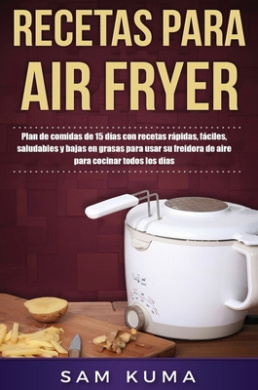 RECETAS PARA
AIR FRYER
Plan de comidas de 15 días con recetas rápidas, fáciles,
saludables y bajas en grasas para usar su freidora de aire
para cocinar todos los días
SAM KUMA